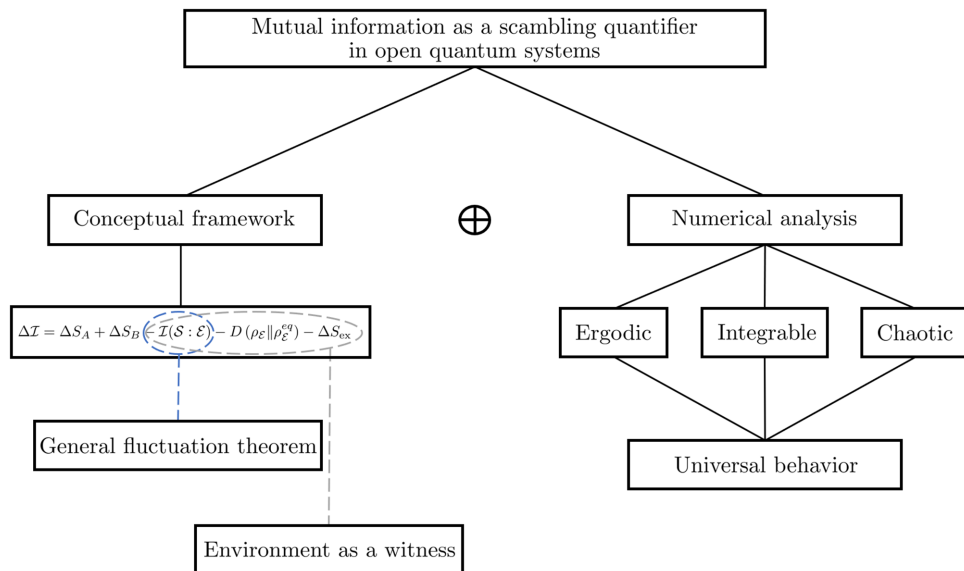 Mutual information as a scambling quantifier
in open quantum systems
Conceptual framework
⊕
Numerical analysis
Δℐ = ΔS_A + ΔS_B − ℐ(𝒮 : ℰ) − D (ρ_ℰ‖ρ_ℰ^{eq}) − ΔS_ex
Ergodic
Integrable
Chaotic
General fluctuation theorem
Universal behavior
Environment as a witness